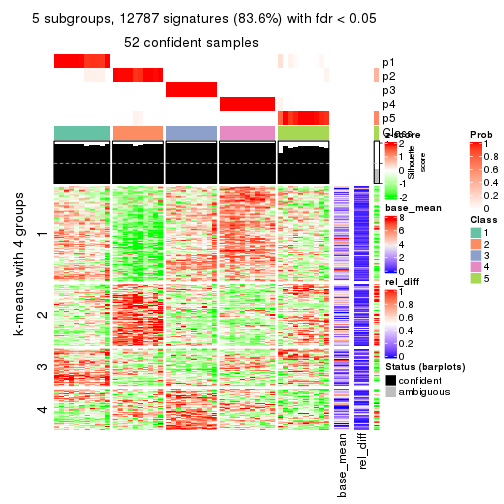 5 subgroups, 12787 signatures (83.6%) with fdr < 0.05
52 confident samples
p1
p2
p3
p4
p5
Class
Silhouette
score
k-means with 4 groups
1
2
3
4
base_mean
rel_diff
z-score
2
1
0
-1
-2
base_mean
8
6
4
2
0
rel_diff
1
0.8
0.6
0.4
0.2
0
Status (barplots)
confident
ambiguous
Prob
1
0.8
0.6
0.4
0.2
0
Class
1
2
3
4
5